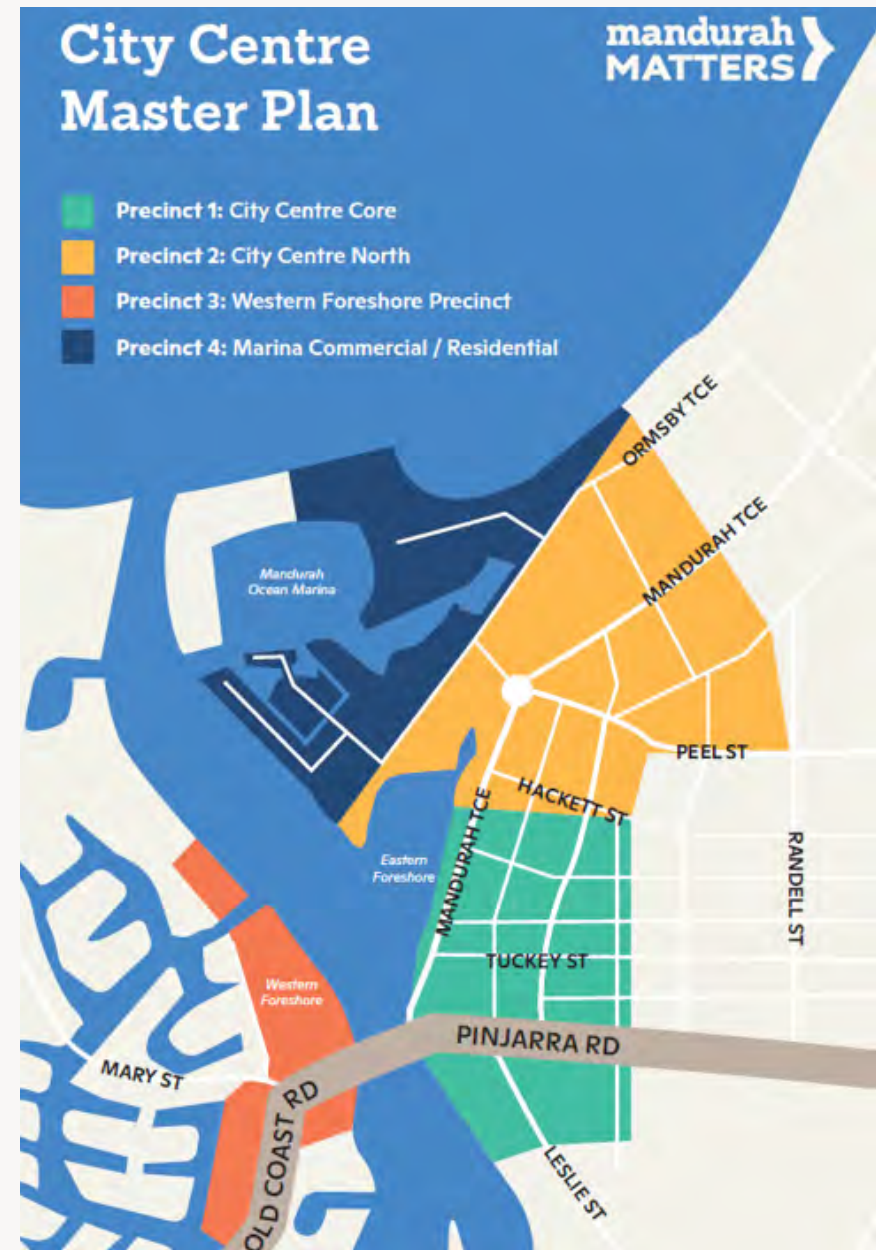 City Centre
Master Plan
mandurah
MATTERS
Precinct 1: City Centre Core
Precinct 2: City Centre North
Precinct 3: Western Foreshore Precinct
Precinct 4: Marina Commercial / Residential
ORMSBY TCE
MANDURAH TCE
Mandurah
Ocean Marina
PEEL ST
HACKETT ST
MANDURAH TCE
RANDELL ST
Eastern
Foreshore
TUCKEY ST
Western
Foreshore
PINJARRA RD
MARY ST
OLD COAST RD
LESLIE ST